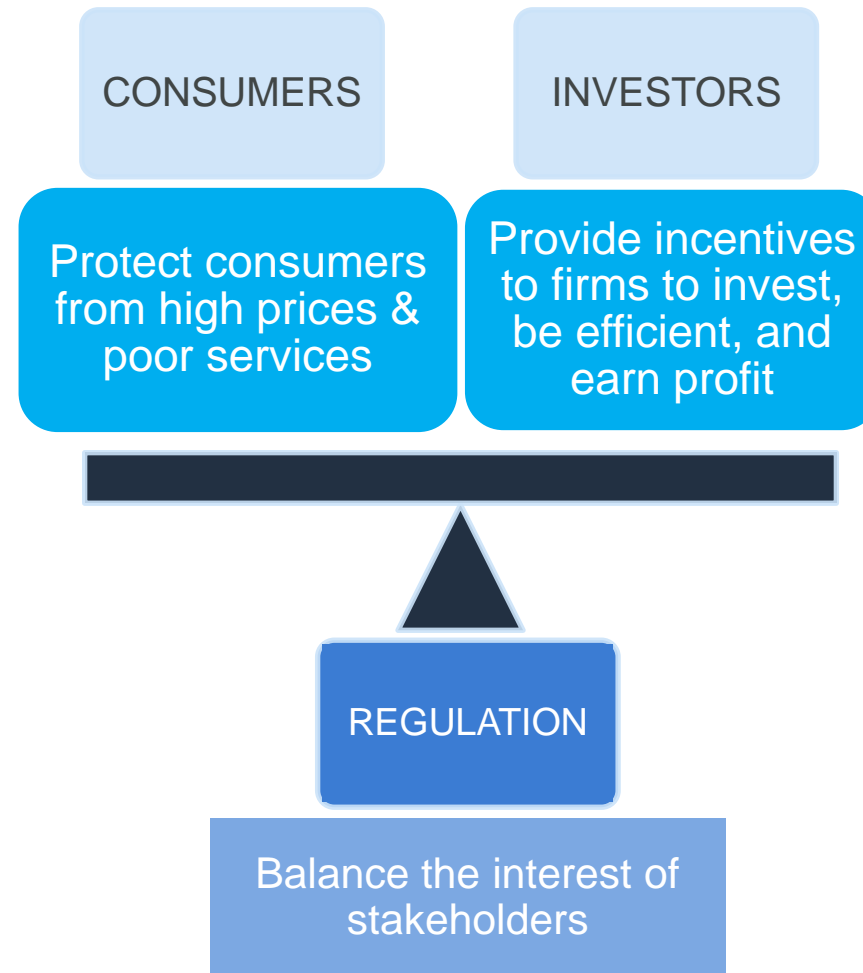 CONSUMERS
INVESTORS
Protect consumers
from high prices &
poor services
Provide incentives
to firms to invest,
be efficient, and
earn profit
REGULATION
Balance the interest of
stakeholders